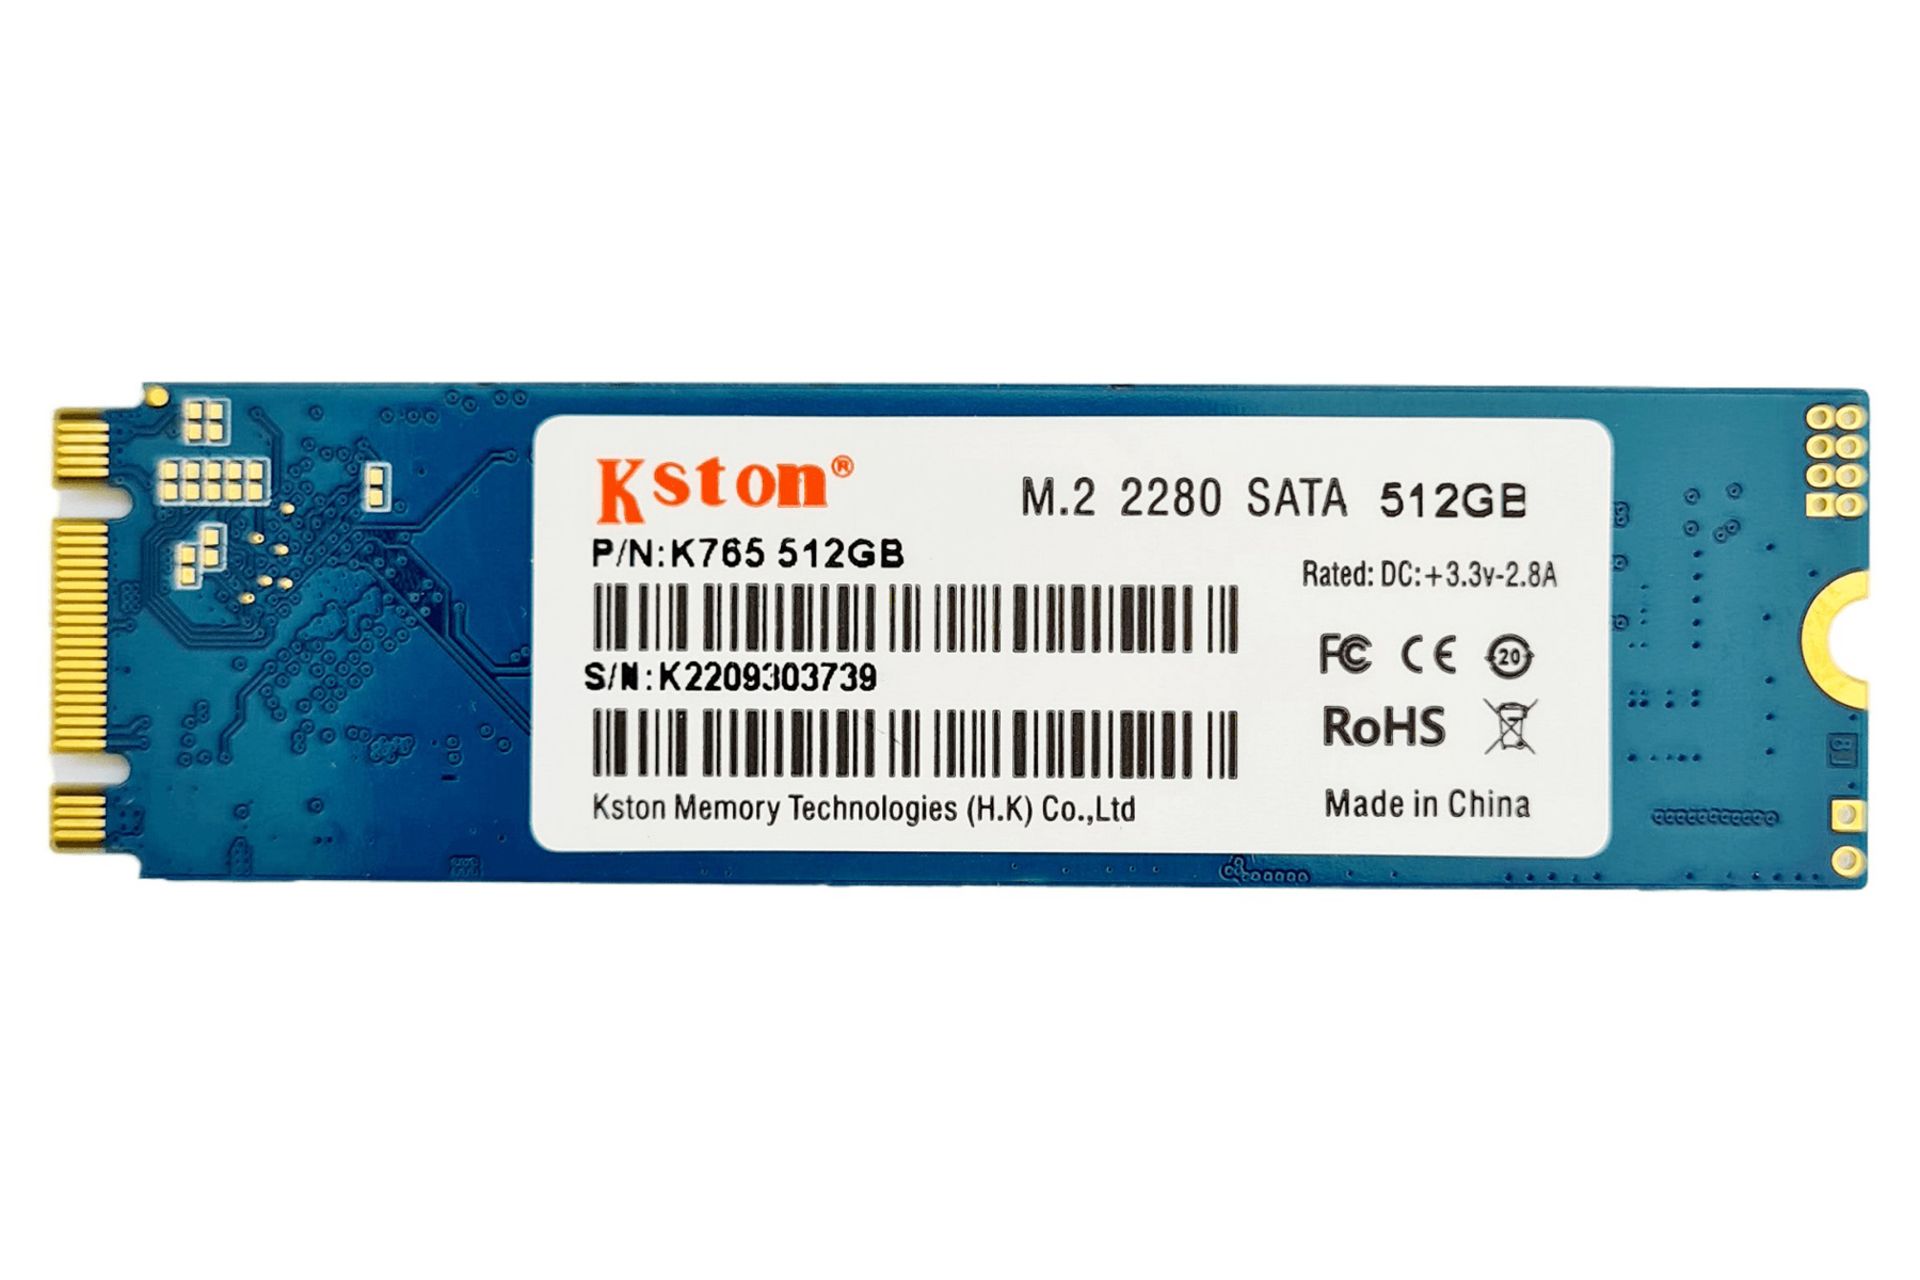 Kston®
M.2 2280 SATA 512GB
P/N:K765 512GB
Rated: DC:+3.3v-2.8A
FC CE 20
S/N:K2209303739
RoHS
Kston Memory Technologies (H.K) Co.,Ltd
Made in China